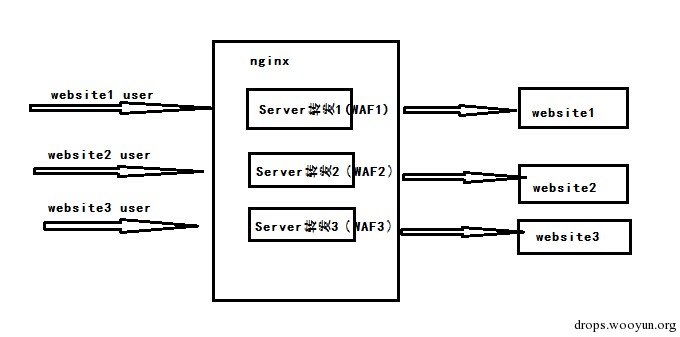 nginx
website1 user
Server转发1(WAF1)
website1
website2 user
Server转发2(WAF2)
website2
website3 user
Server转发3(WAF3)
website3
drops.wooyun.org